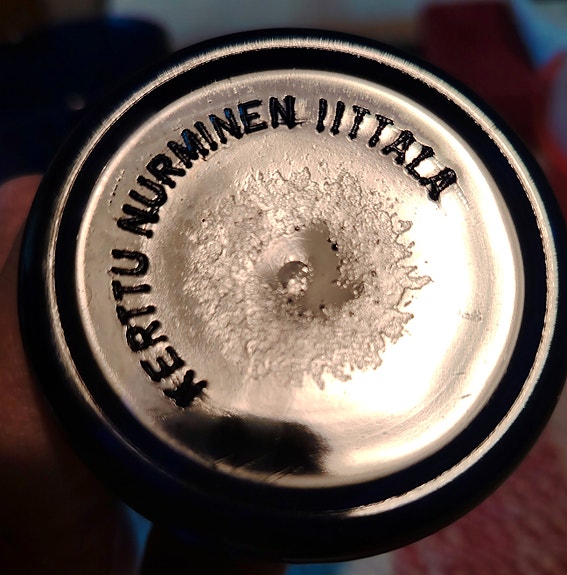 KERTTU NURMINEN IITTALA